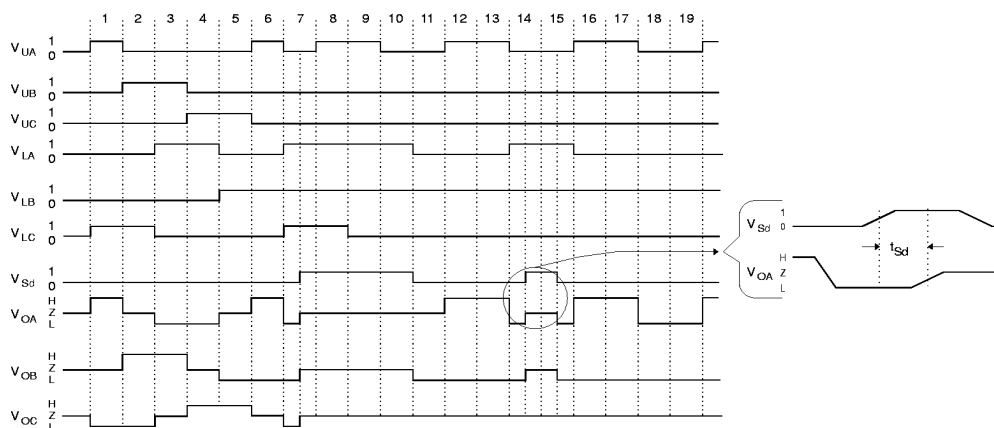 1 2 3 4 5 6 7 8 9 10 11 12 13 14 15 16 17 18 19
VUA 1 0
VUB 1 0
VUC 1 0
VLA 1 0
VLB 1 0
VLC 1 0
VSd 1 0
VOA H Z L
VOB H Z L
VOC H Z L
VSd 1 0
tSd
VOA H Z L